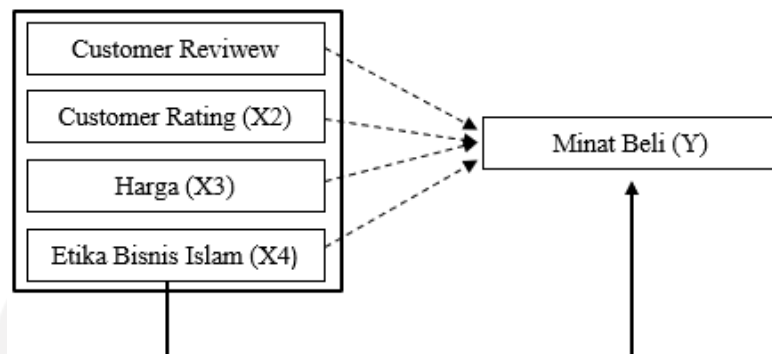 Customer Reviwew
Customer Rating (X2)
Harga (X3)
Etika Bisnis Islam (X4)
Minat Beli (Y)